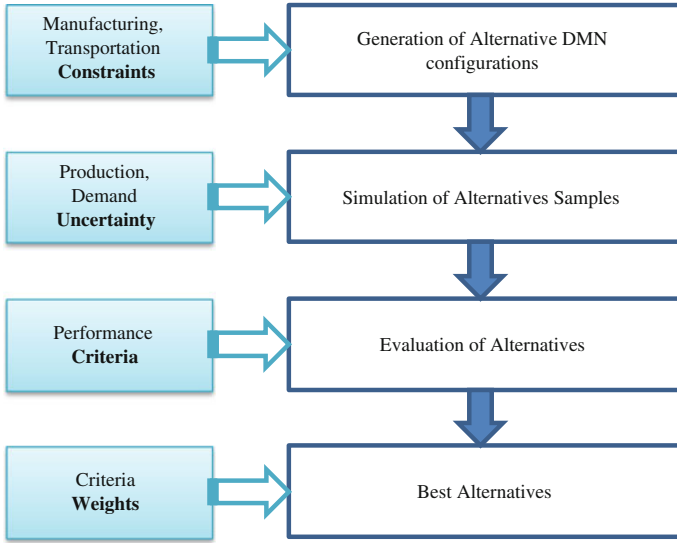 Manufacturing,
Transportation
Constraints
Generation of Alternative DMN
configurations
Production,
Demand
Uncertainty
Simulation of Alternatives Samples
Performance
Criteria
Evaluation of Alternatives
Criteria
Weights
Best Alternatives